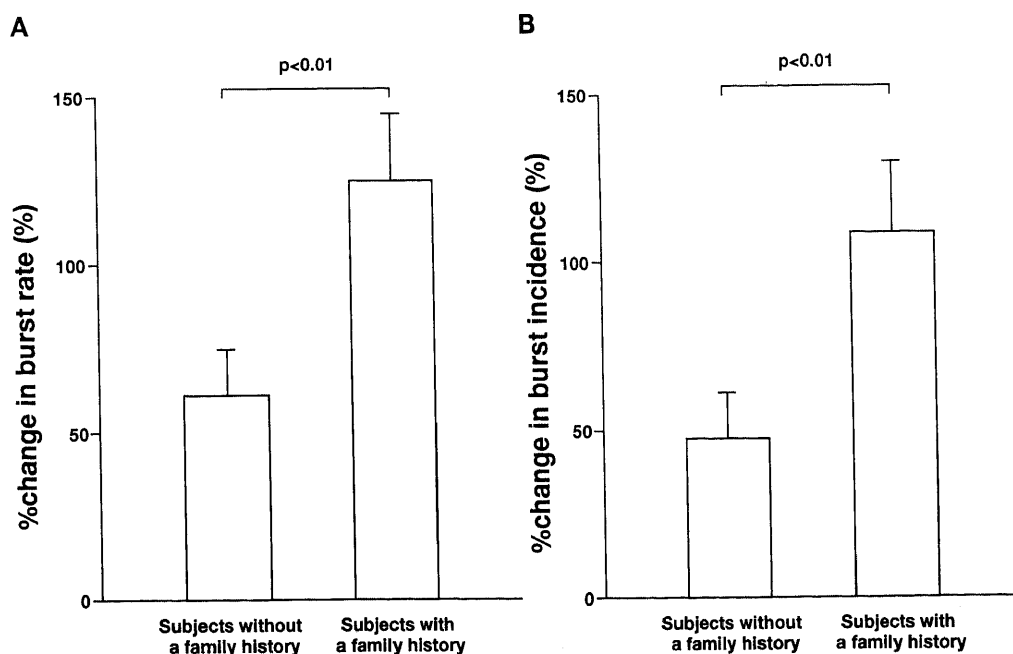 A
p<0.01
150
100
50
0
%change in burst rate (%)
Subjects without
a family history
Subjects with
a family history
B
p<0.01
150
100
50
0
%change in burst incidence (%)
Subjects without
a family history
Subjects with
a family history